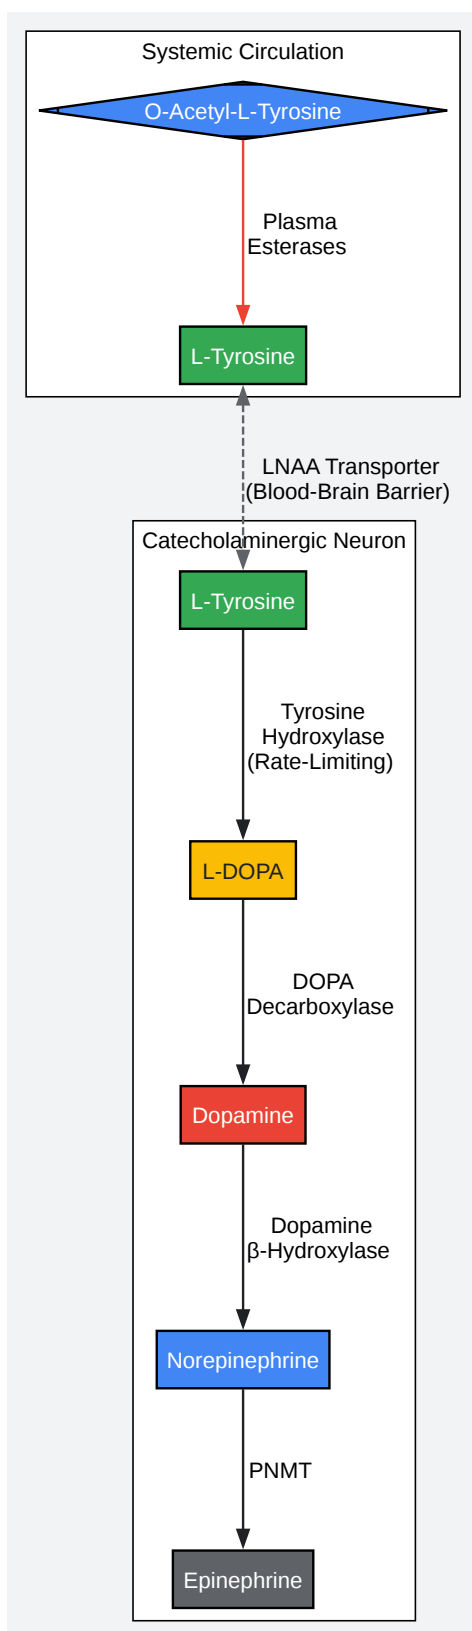 Systemic Circulation
O-Acetyl-L-Tyrosine
Plasma
Esterases
L-Tyrosine
LNAA Transporter
(Blood-Brain Barrier)
Catecholaminergic Neuron
L-Tyrosine
Tyrosine
Hydroxylase
(Rate-Limiting)
L-DOPA
DOPA
Decarboxylase
Dopamine
Dopamine
β-Hydroxylase
Norepinephrine
PNMT
Epinephrine